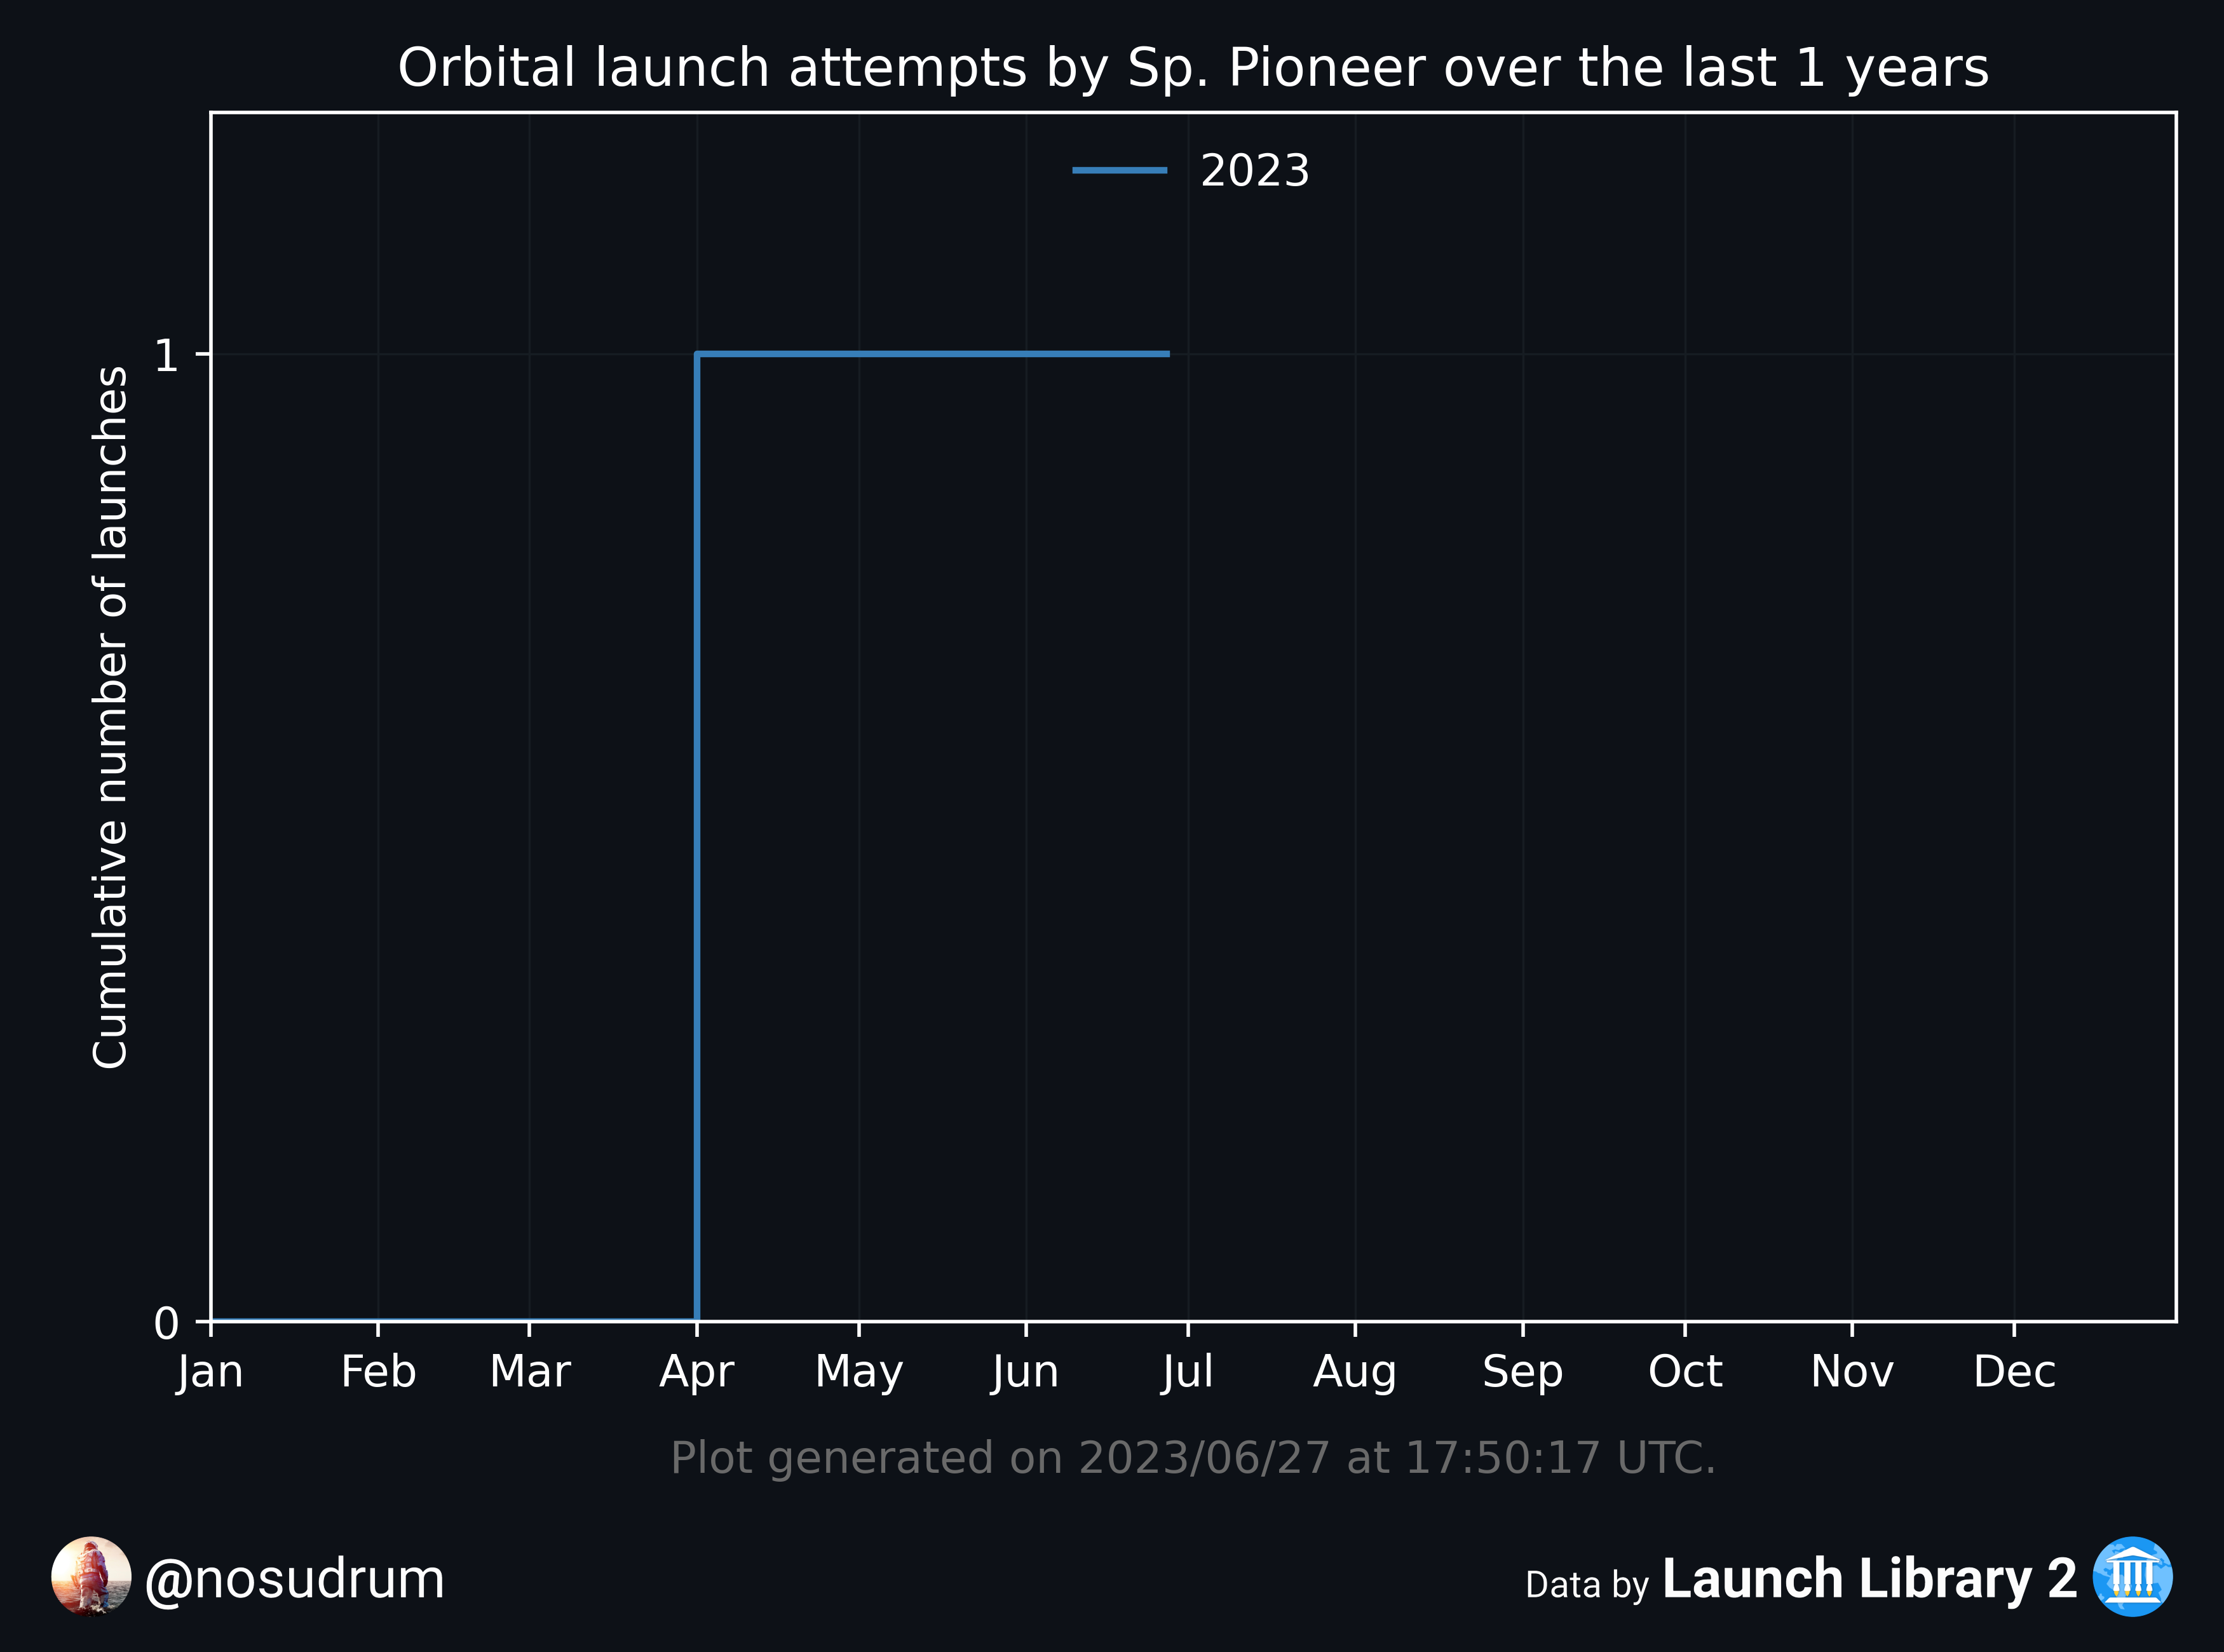 Orbital launch attempts by Sp. Pioneer over the last 1 years
2023
Cumulative number of launches
1
0
Jan Feb Mar Apr May Jun Jul Aug Sep Oct Nov Dec
Plot generated on 2023/06/27 at 17:50:17 UTC.
@nosudrum
Data by Launch Library 2